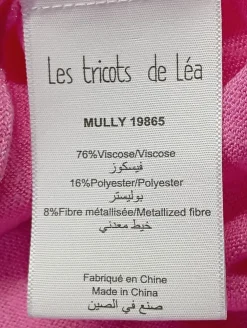 Les tricots de Léa
MULLY 19865
76%Viscose/Viscose
فيسكوز
16%Polyester/Polyester
بوليستر
8%Fibre métallisée/Metallized fibre
خيط معدني
Fabriqué en Chine
Made in China
صنع في الصين